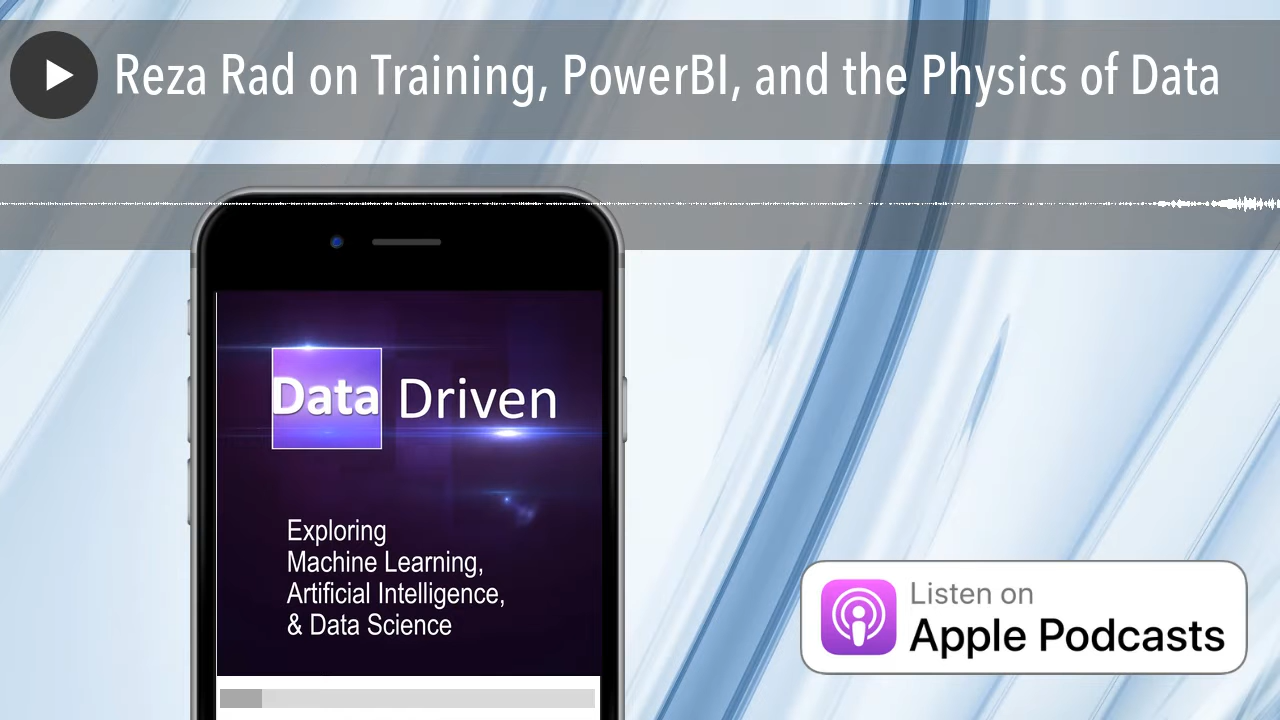 Reza Rad on Training, PowerBI, and the Physics of Data
Data Driven
Exploring
Machine Learning,
Artificial Intelligence,
& Data Science
Listen on
Apple Podcasts